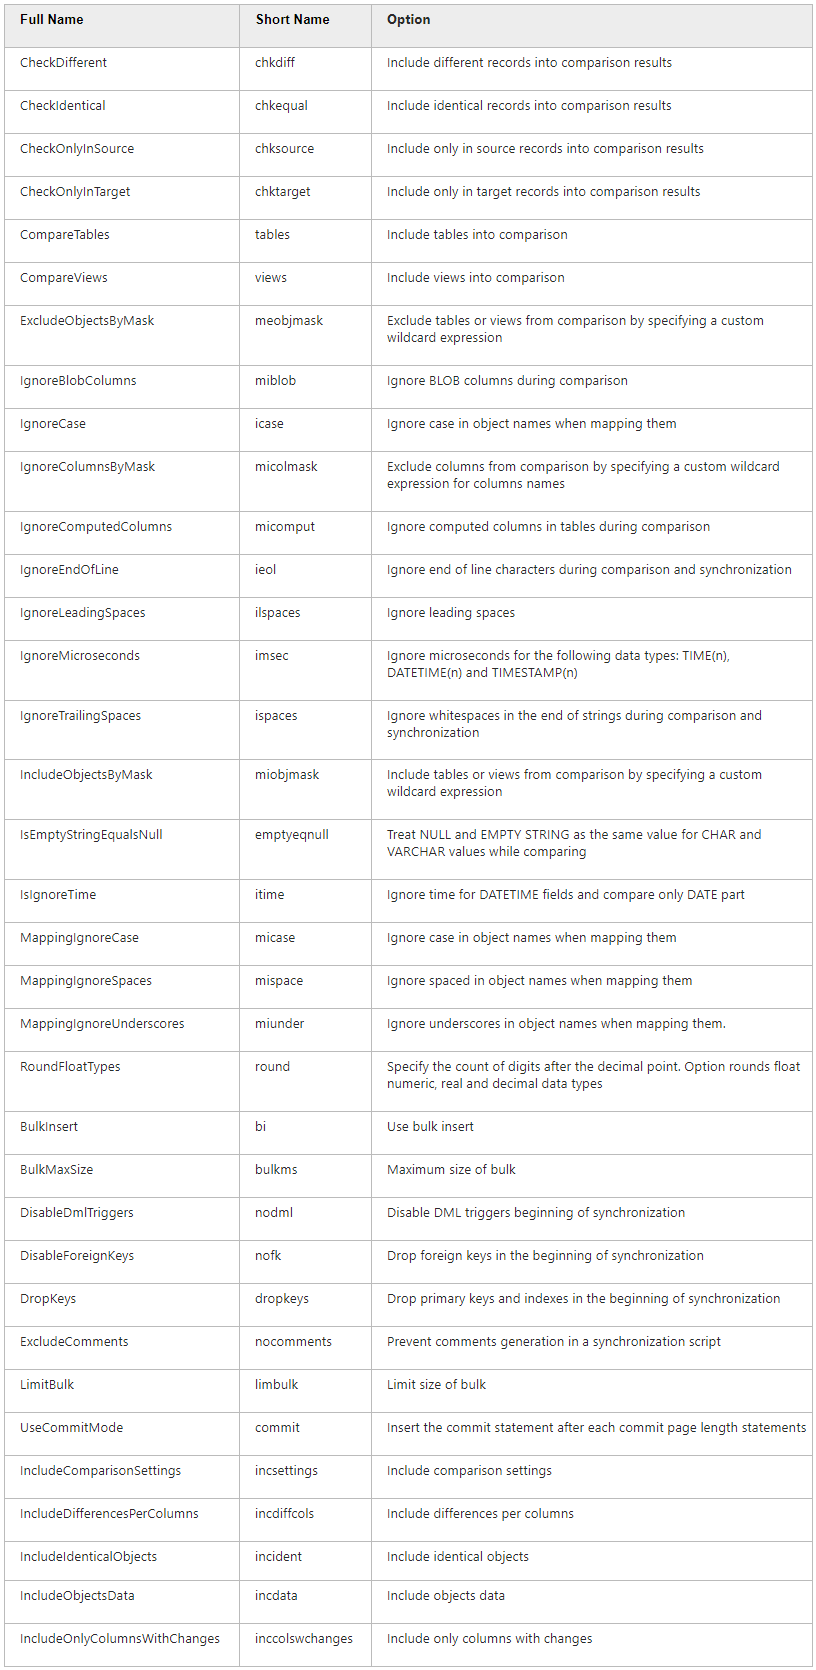 Full Name Short Name Option
CheckDifferent chkdiff Include different records into comparison results
CheckIdentical chkequal Include identical records into comparison results
CheckOnlyInSource chksource Include only in source records into comparison results
CheckOnlyInTarget chktarget Include only in target records into comparison results
CompareTables tables Include tables into comparison
CompareViews views Include views into comparison
ExcludeObjectsByMask meobjmask Exclude tables or views from comparison by specifying a custom
wildcard expression
IgnoreBlobColumns miblob Ignore BLOB columns during comparison
IgnoreCase icase Ignore case in object names when mapping them
IgnoreColumnsByMask micolmask Exclude columns from comparison by specifying a custom wildcard
expression for columns names
IgnoreComputedColumns micomput Ignore computed columns in tables during comparison
IgnoreEndOfLine ieol Ignore end of line characters during comparison and synchronization
IgnoreLeadingSpaces ilspaces Ignore leading spaces
IgnoreMicroseconds imsec Ignore microseconds for the following data types: TIME(n),
DATETIME(n) and TIMESTAMP(n)
IgnoreTrailingSpaces ispaces Ignore whitespaces in the end of strings during comparison and
synchronization
IncludeObjectsByMask miobjmask Include tables or views from comparison by specifying a custom
wildcard expression
IsEmptyStringEqualsNull emptyeqnull Treat NULL and EMPTY STRING as the same value for CHAR and
VARCHAR values while comparing
IsIgnoreTime itime Ignore time for DATETIME fields and compare only DATE part
MappingIgnoreCase micase Ignore case in object names when mapping them
MappingIgnoreSpaces mispace Ignore spaced in object names when mapping them
MappingIgnoreUnderscores miunder Ignore underscores in object names when mapping them.
RoundFloatTypes round Specify the count of digits after the decimal point. Option rounds float
numeric, real and decimal data types
BulkInsert bi Use bulk insert
BulkMaxSize bulkms Maximum size of bulk
DisableDmlTriggers nodml Disable DML triggers beginning of synchronization
DisableForeignKeys nofk Drop foreign keys in the beginning of synchronization
DropKeys dropkeys Drop primary keys and indexes in the beginning of synchronization
ExcludeComments nocomments Prevent comments generation in a synchronization script
LimitBulk limbulk Limit size of bulk
UseCommitMode commit Insert the commit statement after each commit page length statements
IncludeComparisonSettings incsettings Include comparison settings
IncludeDifferencesPerColumns incdiffcols Include differences per columns
IncludeIdenticalObjects incident Include identical objects
IncludeObjectsData incdata Include objects data
IncludeOnlyColumnsWithChanges inccolswchanges Include only columns with changes